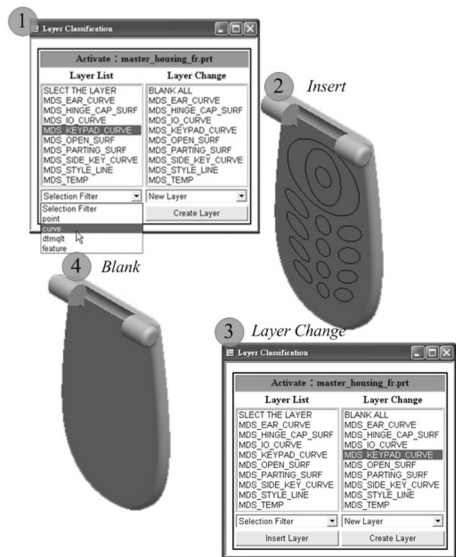 1
Layer Classification
Activate : master_housing_fr.prt
Layer List
SLECT THE LAYER
MDS_EAR_CURVE
MDS_HINGE_CAP_SURF
MDS_IO_CURVE
MDS_KEYPAD_CURVE
MDS_OPEN_SURF
MDS_PARTING_SURF
MDS_SIDE_KEY_CURVE
MDS_STYLE_LINE
MDS_TEMP
Selection Filter
Selection Filter
point
curve
dtmqlt
feature
Layer Change
BLANK ALL
MDS_EAR_CURVE
MDS_HINGE_CAP_SURF
MDS_IO_CURVE
MDS_KEYPAD_CURVE
MDS_OPEN_SURF
MDS_PARTING_SURF
MDS_SIDE_KEY_CURVE
MDS_STYLE_LINE
MDS_TEMP
New Layer
Create Layer
2 Insert
3 Layer Change
Layer Classification
Activate : master_housing_fr.prt
Layer List
SLECT THE LAYER
MDS_EAR_CURVE
MDS_HINGE_CAP_SURF
MDS_IO_CURVE
MDS_KEYPAD_CURVE
MDS_OPEN_SURF
MDS_PARTING_SURF
MDS_SIDE_KEY_CURVE
MDS_STYLE_LINE
MDS_TEMP
Selection Filter
Insert Layer
Layer Change
BLANK ALL
MDS_EAR_CURVE
MDS_HINGE_CAP_SURF
MDS_IO_CURVE
MDS_KEYPAD_CURVE
MDS_OPEN_SURF
MDS_PARTING_SURF
MDS_SIDE_KEY_CURVE
MDS_STYLE_LINE
MDS_TEMP
New Layer
Create Layer
4 Blank